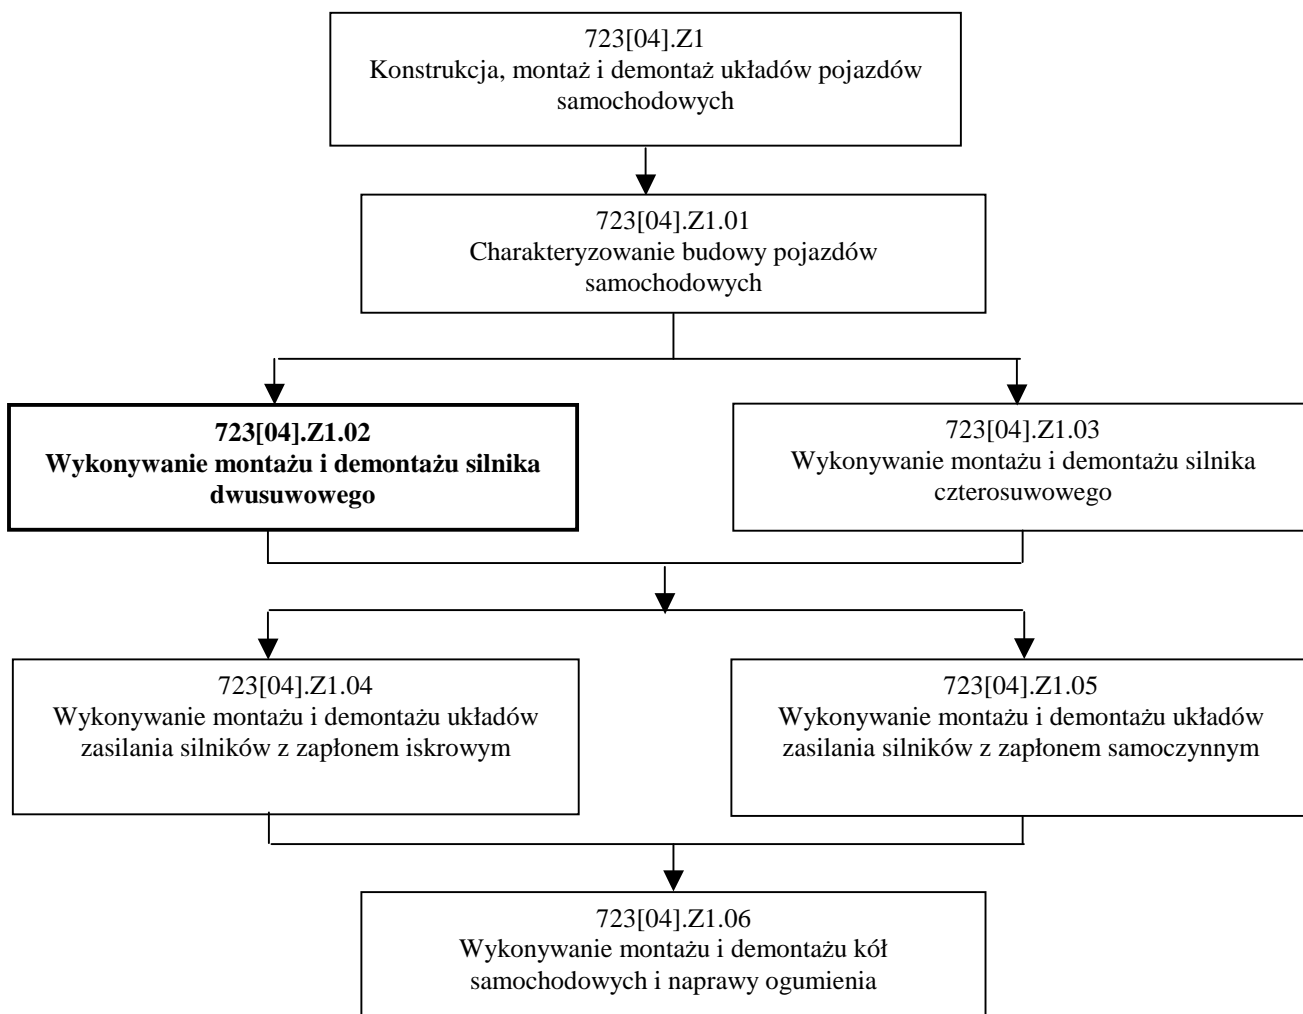 723[04].Z1
Konstrukcja, montaż i demontaż układów pojazdów
samochodowych
723[04].Z1.01
Charakteryzowanie budowy pojazdów
samochodowych
723[04].Z1.02
Wykonywanie montażu i demontażu silnika
dwusuwowego
723[04].Z1.03
Wykonywanie montażu i demontażu silnika
czterosuwowego
723[04].Z1.04
Wykonywanie montażu i demontażu układów
zasilania silników z zapłonem iskrowym
723[04].Z1.05
Wykonywanie montażu i demontażu układów
zasilania silników z zapłonem samoczynnym
723[04].Z1.06
Wykonywanie montażu i demontażu kół
samochodowych i naprawy ogumienia